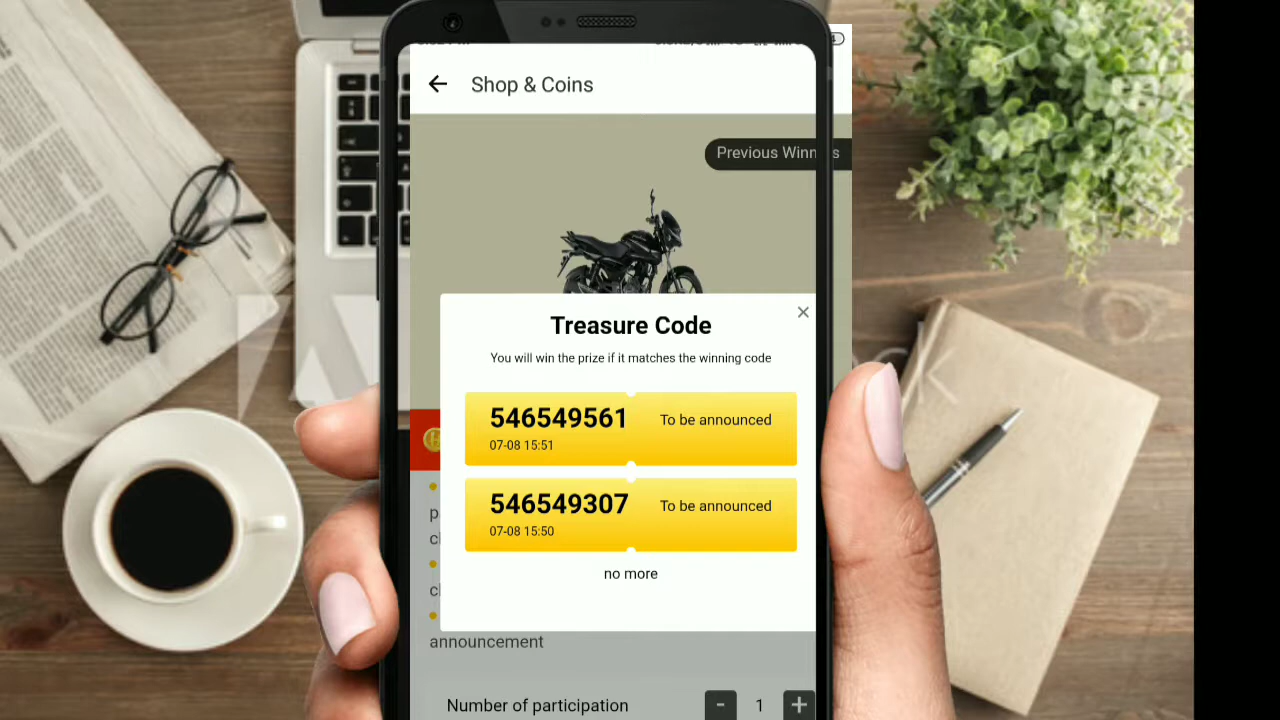 Shop & Coins
Previous Winn s
Treasure Code
You will win the prize if it matches the winning code
546549561
To be announced
07-08 15:51
546549307
To be announced
07-08 15:50
no more
announcement
Number of participation
- 1 +